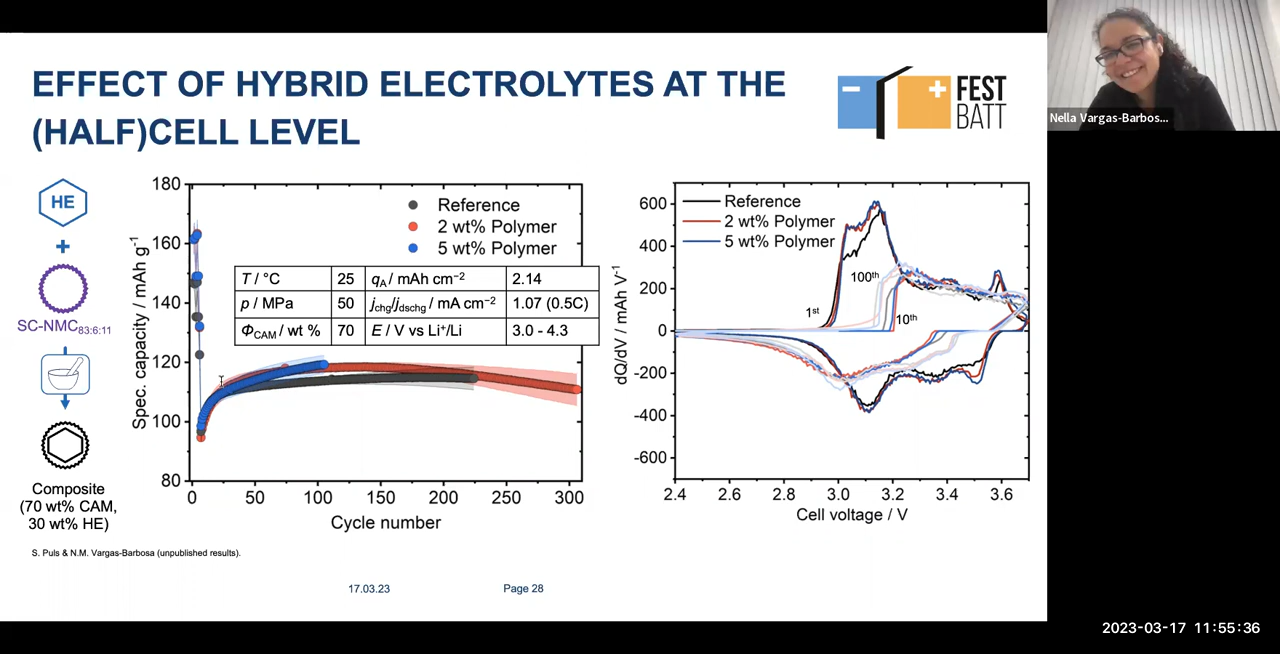 EFFECT OF HYBRID ELECTROLYTES AT THE
(HALF)CELL LEVEL
FEST
BATT
Nella Vargas-Barbos...
HE
+
SC-NMC83:6:11
Composite
(70 wt% CAM,
30 wt% HE)
Spec. capacity / mAh g⁻¹
180
160
140
120
100
80
0 50 100 150 200 250 300
Cycle number
Reference
2 wt% Polymer
5 wt% Polymer
T / °C 25 qA / mAh cm⁻² 2.14
p / MPa 50 jchg/jdschg / mA cm⁻² 1.07 (0.5C)
ΦCAM / wt % 70 E / V vs Li⁺/Li 3.0 - 4.3
dQ/dV / mAh V⁻¹
600
400
200
0
-200
-400
-600
2.4 2.6 2.8 3.0 3.2 3.4 3.6
Cell voltage / V
Reference
2 wt% Polymer
5 wt% Polymer
100th
1st
10th
S. Puls & N.M. Vargas-Barbosa (unpublished results).
17.03.23 Page 28
2023-03-17 11:55:36